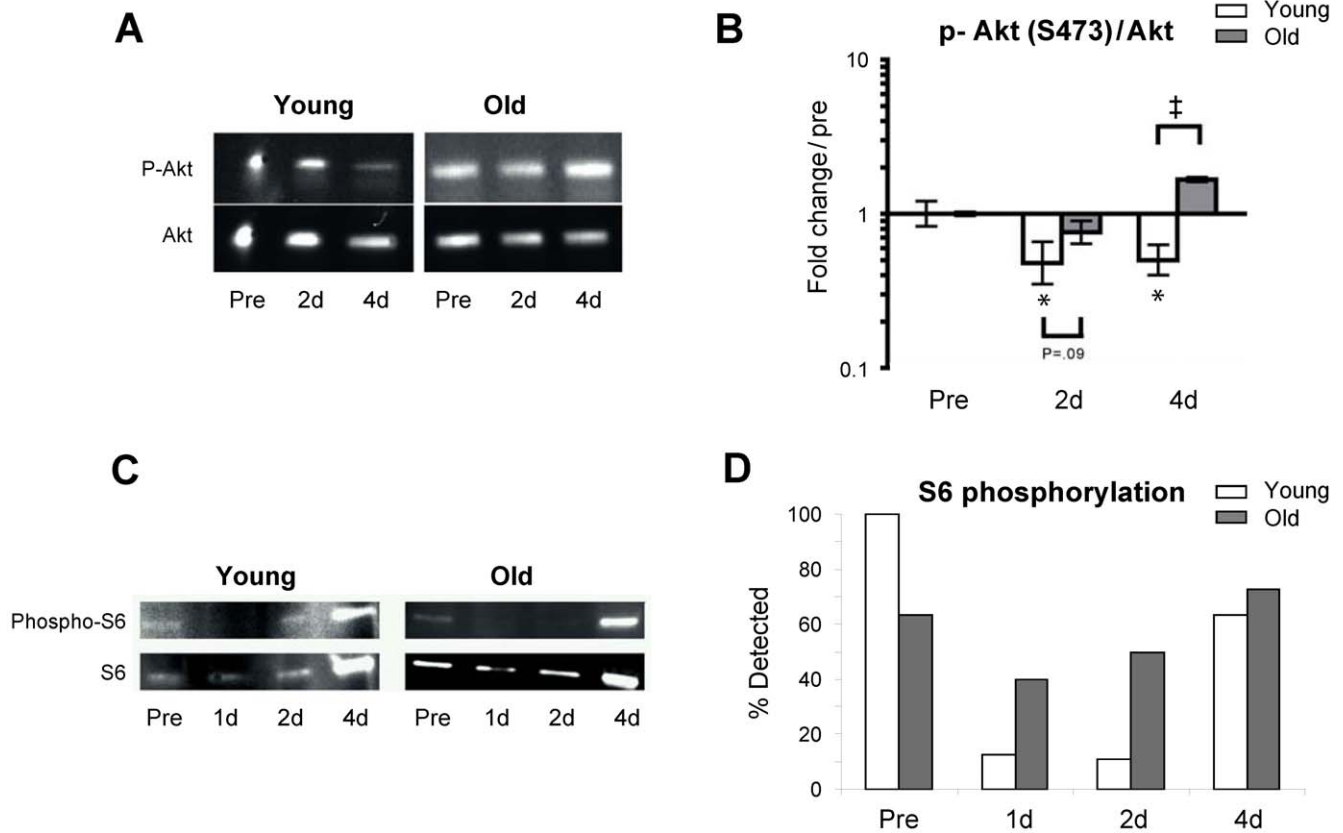 A
Young Old
P-Akt
Akt
Pre 2d 4d Pre 2d 4d
B
p- Akt (S473)/Akt
Young
Old
Fold change/pre
10
1
0.1
‡
*
*
P=.09
Pre 2d 4d
C
Young Old
Phospho-S6
S6
Pre 1d 2d 4d Pre 1d 2d 4d
D
S6 phosphorylation
Young
Old
% Detected
100
80
60
40
20
0
Pre 1d 2d 4d